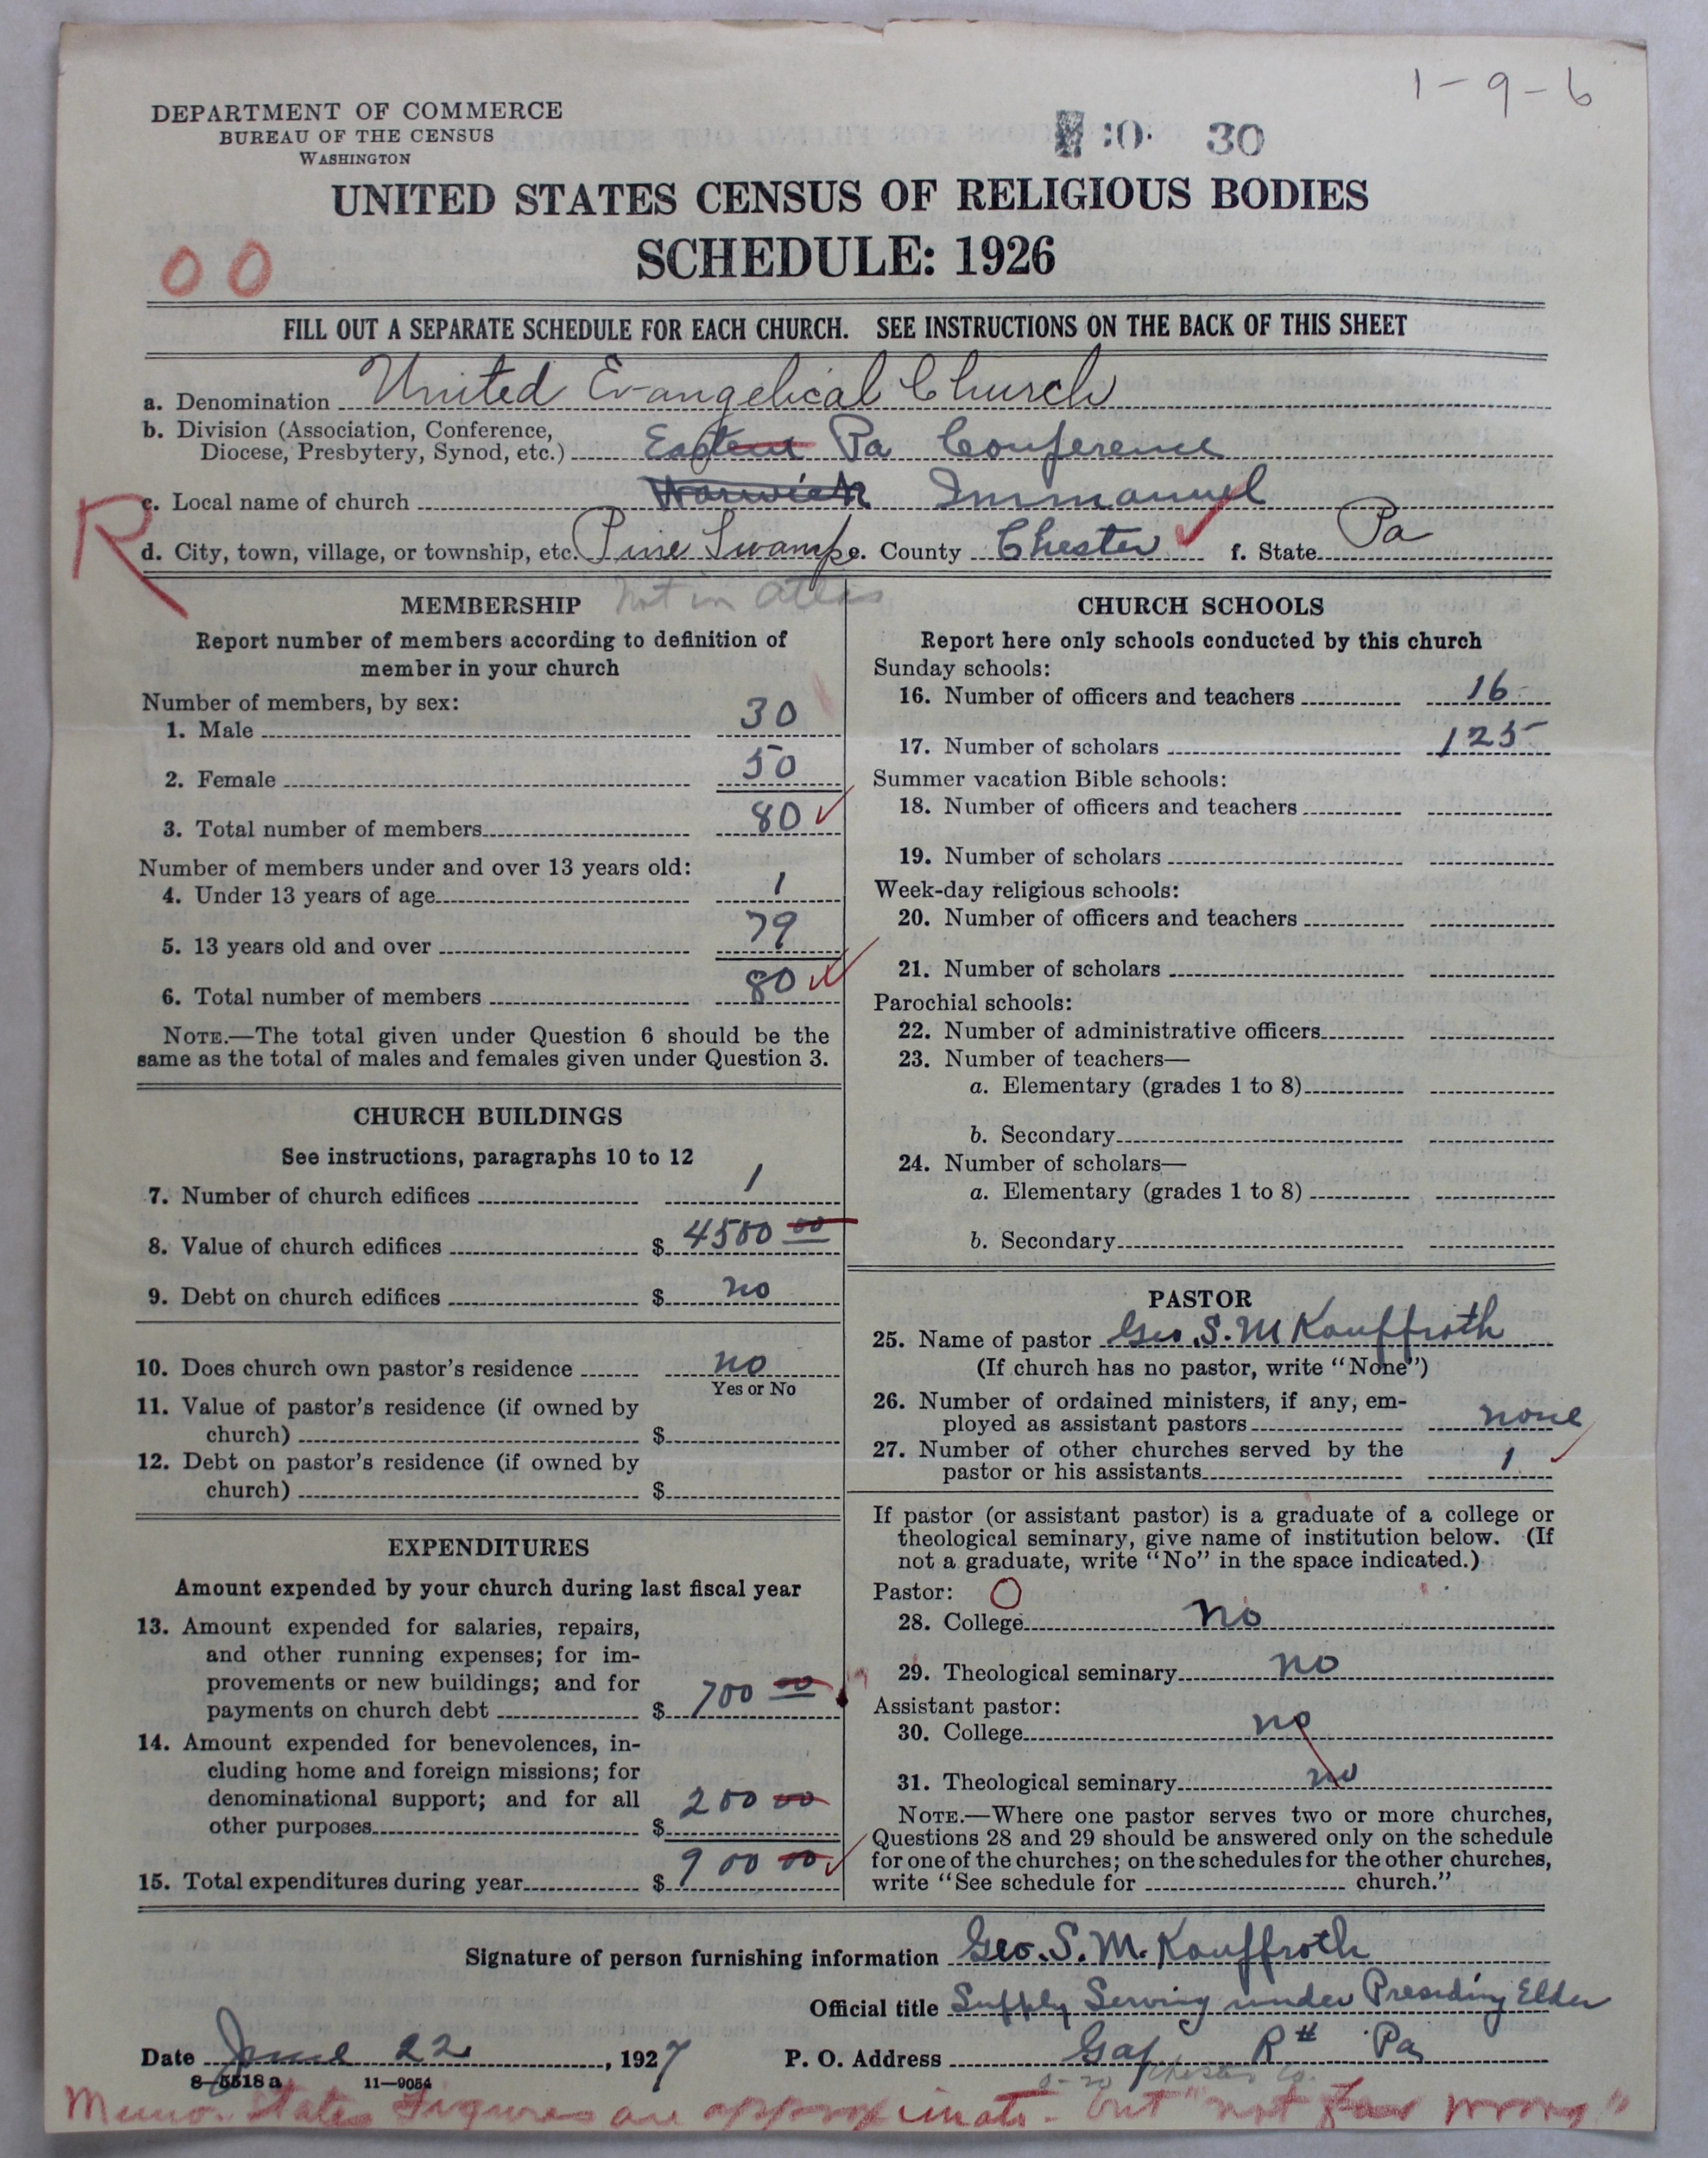 1-9-6
DEPARTMENT OF COMMERCE
BUREAU OF THE CENSUS
WASHINGTON
30
UNITED STATES CENSUS OF RELIGIOUS BODIES
SCHEDULE: 1926
00
FILL OUT A SEPARATE SCHEDULE FOR EACH CHURCH. SEE INSTRUCTIONS ON THE BACK OF THIS SHEET
a. Denomination United Evangelical Church
b. Division (Association, Conference,
Diocese, Presbytery, Synod, etc.) Eastern Pa Conference
R
c. Local name of church Warwick Immanuel
d. City, town, village, or township, etc. Pine Swamp e. County Chester f. State Pa
Not in atlas
MEMBERSHIP
Report number of members according to definition of
member in your church
Number of members, by sex:
1. Male 30
2. Female 50
3. Total number of members 80
Number of members under and over 13 years old:
4. Under 13 years of age 1
5. 13 years old and over 79
6. Total number of members 80
NOTE.—The total given under Question 6 should be the
same as the total of males and females given under Question 3.
CHURCH BUILDINGS
See instructions, paragraphs 10 to 12
7. Number of church edifices 1
8. Value of church edifices $ 4500 00
9. Debt on church edifices $ no
10. Does church own pastor's residence no
Yes or No
11. Value of pastor's residence (if owned by
church) $
12. Debt on pastor's residence (if owned by
church) $
EXPENDITURES
Amount expended by your church during last fiscal year
13. Amount expended for salaries, repairs,
and other running expenses; for im-
provements or new buildings; and for
payments on church debt $ 700 00
14. Amount expended for benevolences, in-
cluding home and foreign missions; for
denominational support; and for all
other purposes $ 200 00
15. Total expenditures during year $ 900 00
CHURCH SCHOOLS
Report here only schools conducted by this church
Sunday schools:
16. Number of officers and teachers 16
17. Number of scholars 125
Summer vacation Bible schools:
18. Number of officers and teachers
19. Number of scholars
Week-day religious schools:
20. Number of officers and teachers
21. Number of scholars
Parochial schools:
22. Number of administrative officers
23. Number of teachers—
a. Elementary (grades 1 to 8)
b. Secondary
24. Number of scholars—
a. Elementary (grades 1 to 8)
b. Secondary
PASTOR
25. Name of pastor Geo. S. M Kauffroth
(If church has no pastor, write "None")
26. Number of ordained ministers, if any, em-
ployed as assistant pastors none
27. Number of other churches served by the
pastor or his assistants 1
If pastor (or assistant pastor) is a graduate of a college or
theological seminary, give name of institution below. (If
not a graduate, write "No" in the space indicated.)
Pastor: O
28. College no
29. Theological seminary no
Assistant pastor:
30. College no
31. Theological seminary no
NOTE.—Where one pastor serves two or more churches,
Questions 28 and 29 should be answered only on the schedule
for one of the churches; on the schedules for the other churches,
write "See schedule for church."
Signature of person furnishing information Geo. S. M. Kauffroth
Official title Supply Serving under Presiding Elder
Date June 22, 1927 P. O. Address Gap R# Pa
Chester Co.
8-5518 a 11-9054
Memo. States Figures are approximate - but "not far wrong."